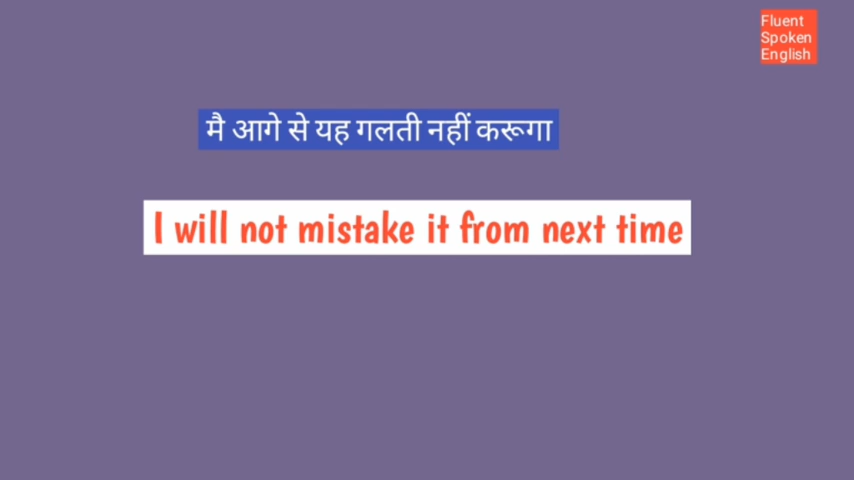 Fluent
Spoken
English
मै आगे से यह गलती नहीं करूगा
I will not mistake it from next time